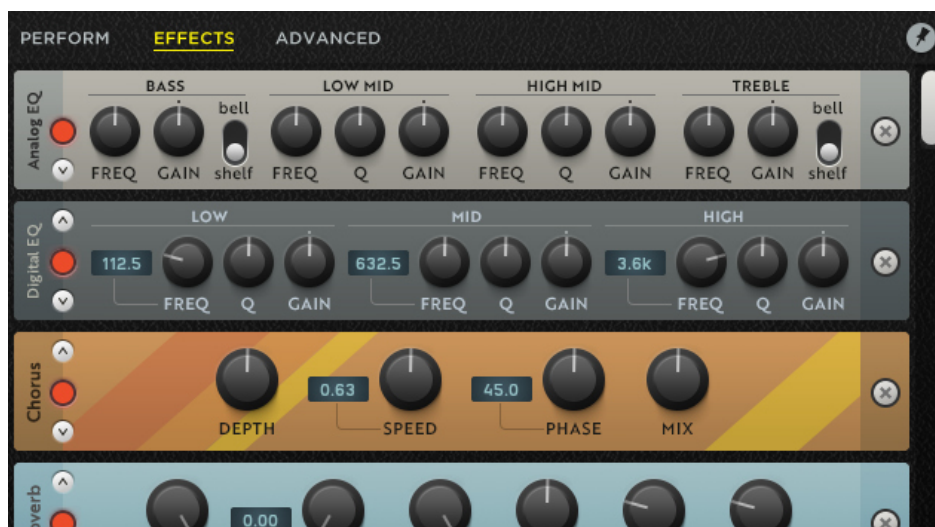 PERFORM EFFECTS ADVANCED
Analog EQ
BASS LOW MID HIGH MID TREBLE
bell bell
FREQ GAIN shelf FREQ Q GAIN FREQ Q GAIN FREQ GAIN shelf
Digital EQ
LOW MID HIGH
112.5 632.5 3.6k
FREQ Q GAIN FREQ Q GAIN FREQ Q GAIN
Chorus
0.63 45.0
DEPTH SPEED PHASE MIX
0.00